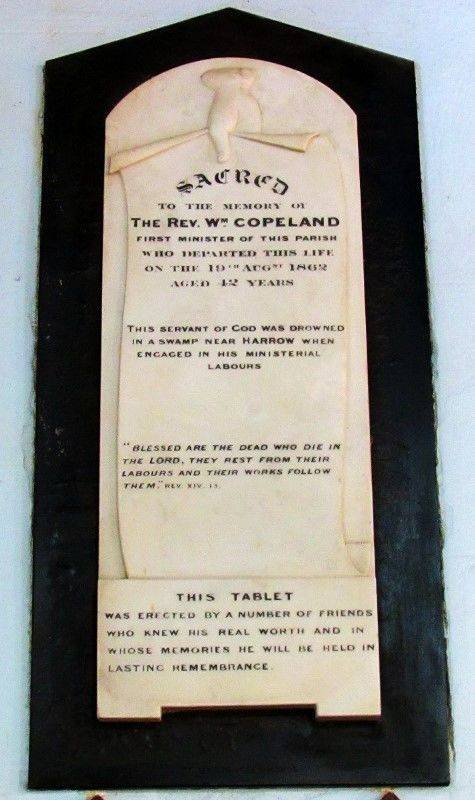 SACRED
TO THE MEMORY OF
THE REV. Wm COPELAND
FIRST MINISTER OF THIS PARISH
WHO DEPARTED THIS LIFE
ON THE 19TH AUGST 1862
AGED 42 YEARS
THIS SERVANT OF GOD WAS DROWNED
IN A SWAMP NEAR HARROW WHEN
ENGAGED IN HIS MINISTERIAL
LABOURS
"BLESSED ARE THE DEAD WHO DIE IN
THE LORD, THEY REST FROM THEIR
LABOURS AND THEIR WORKS FOLLOW
THEM." REV. XIV. 13.
THIS TABLET
WAS ERECTED BY A NUMBER OF FRIENDS
WHO KNEW HIS REAL WORTH AND IN
WHOSE MEMORIES HE WILL BE HELD IN
LASTING REMEMBRANCE.